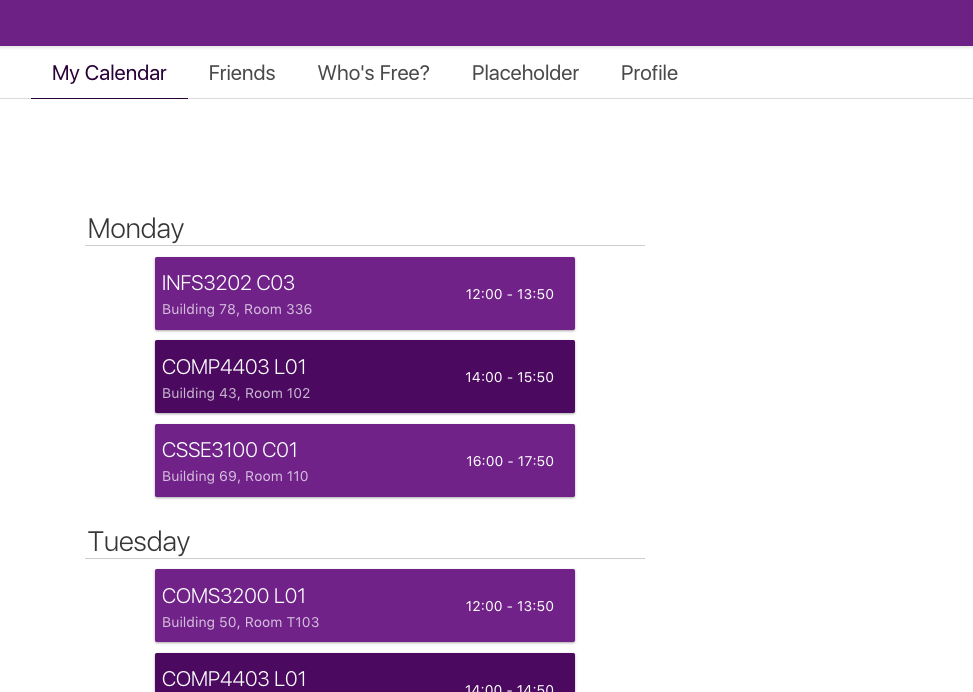 My Calendar Friends Who's Free? Placeholder Profile
Monday
INFS3202 C03
12:00 - 13:50
Building 78, Room 336
COMP4403 L01
14:00 - 15:50
Building 43, Room 102
CSSE3100 C01
16:00 - 17:50
Building 69, Room 110
Tuesday
COMS3200 L01
12:00 - 13:50
Building 50, Room T103
COMP4403 L01
14:00 - 14:50